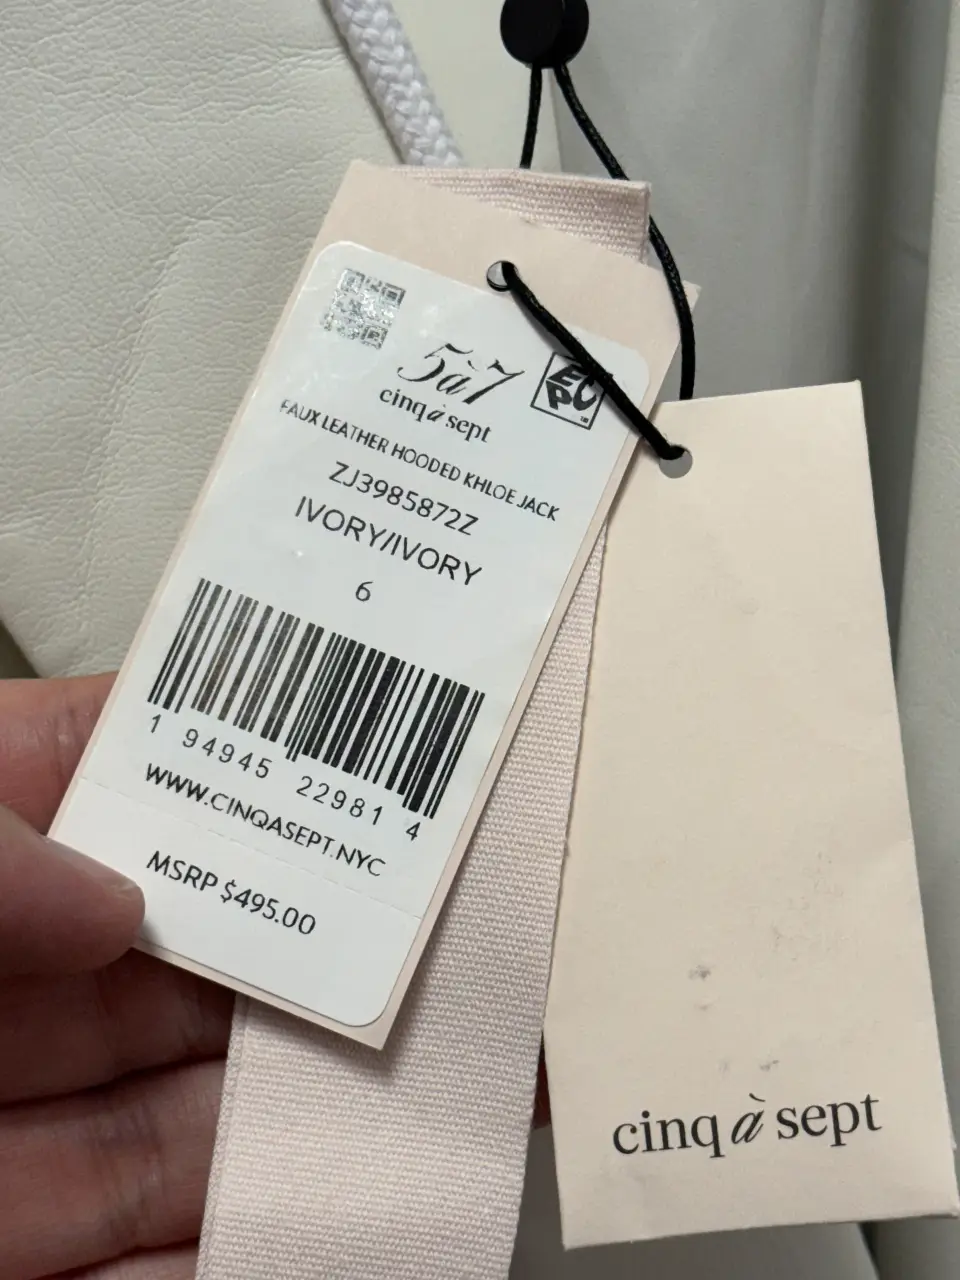 5à7
EPC
cinq à sept
FAUX LEATHER HOODED KHLOE JACK
ZJ3985872Z
IVORY/IVORY
6
1 94945 22981 4
WWW.CINQASEPT.NYC
MSRP $495.00
cinq à sept